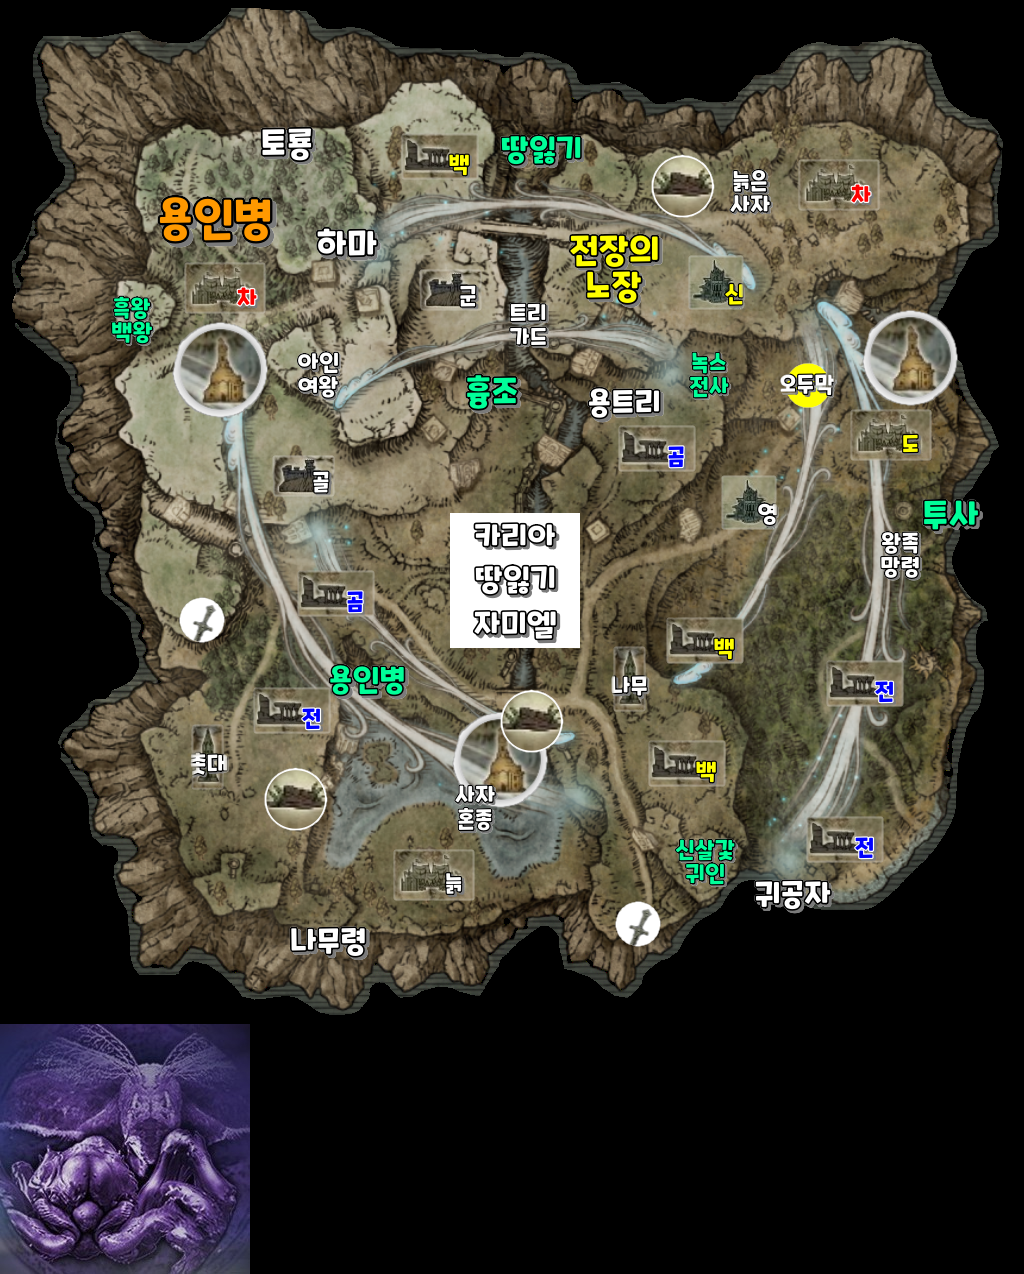 토룡
백
땅잃기
늙은
사자
차
용인병
하마
전장의
노장
차
군
신
흑왕
백왕
트리
가드
아인
여왕
녹스
전사
오두막
흉조
용트리
곰
도
골
영
투사
카리아
땅잃기
자미엘
왕족
망령
곰
백
용인병
나무
전
전
촛대
백
사자
혼종
전
신살갗
귀인
늙
귀공자
나무령